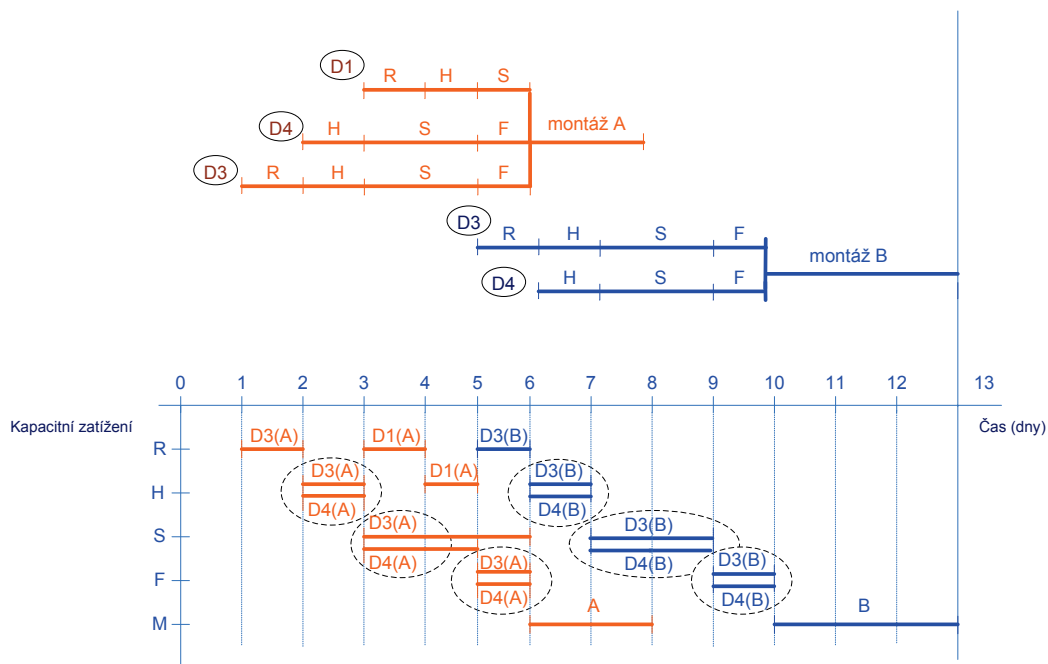 D1 R H S
D4 H S F montáž A
D3 R H S F
D3 R H S F
montáž B
D4 H S F
0 1 2 3 4 5 6 7 8 9 10 11 12 13
Kapacitní zatížení Čas (dny)
R D3(A) D1(A) D3(B)
D3(A) D1(A) D3(B)
H
D4(A) D4(B)
S D3(A) D3(B)
D4(A) D4(B)
D3(A) D3(B)
F
D4(A) D4(B)
M A B